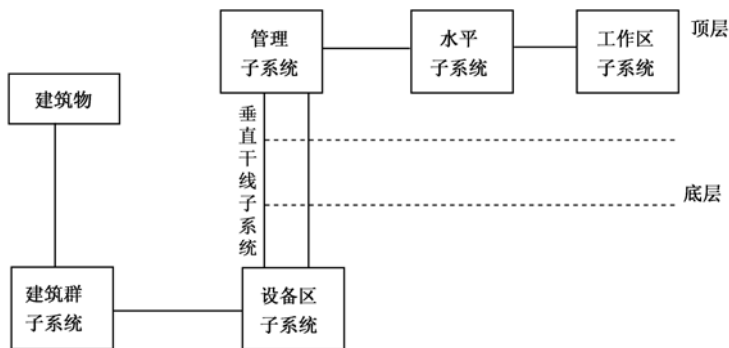 管理
子系统
水平
子系统
工作区
子系统
顶层
建筑物
垂直干线子系统
底层
建筑群
子系统
设备区
子系统